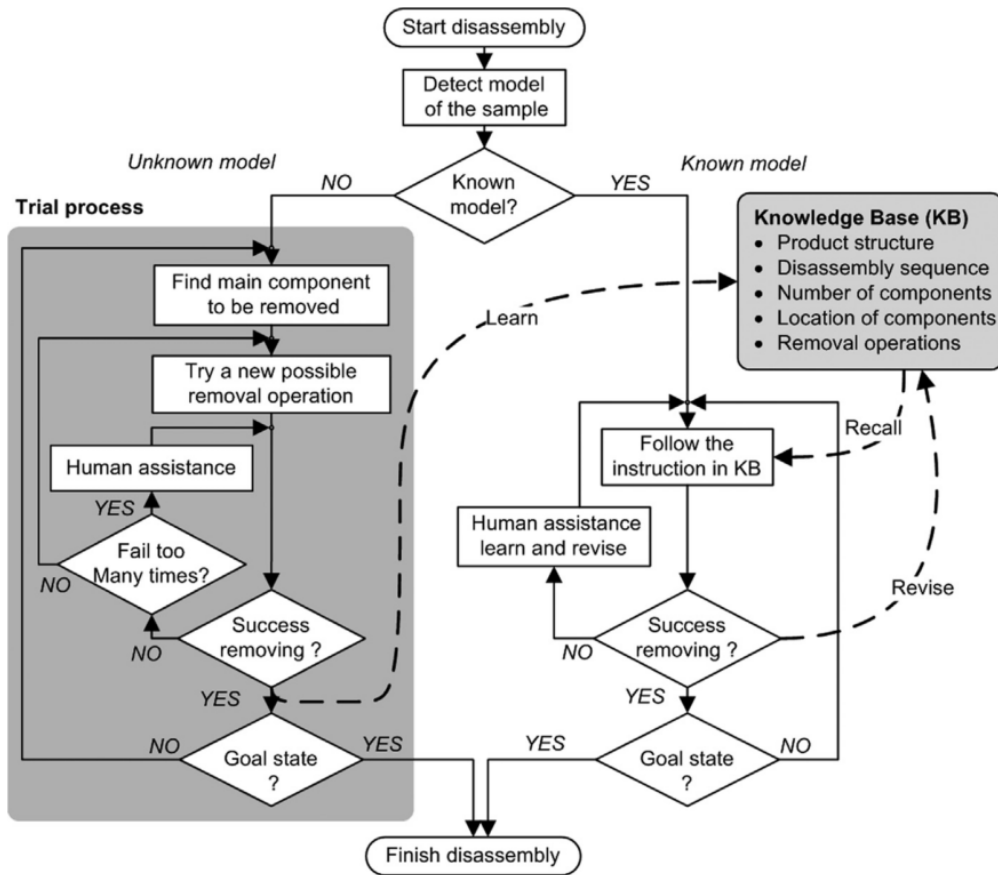 Start disassembly
Detect model
of the sample
Unknown model
Known model
NO
Known
model?
YES
Trial process
Knowledge Base (KB)
• Product structure
• Disassembly sequence
• Number of components
• Location of components
• Removal operations
Find main component
to be removed
Learn
Try a new possible
removal operation
Recall
Follow the
instruction in KB
Human assistance
YES
Human assistance
learn and revise
Fail too
Many times?
NO
Revise
Success
removing ?
NO
Success
removing ?
NO
YES
YES
NO
Goal state
?
YES
YES
Goal state
?
NO
Finish disassembly